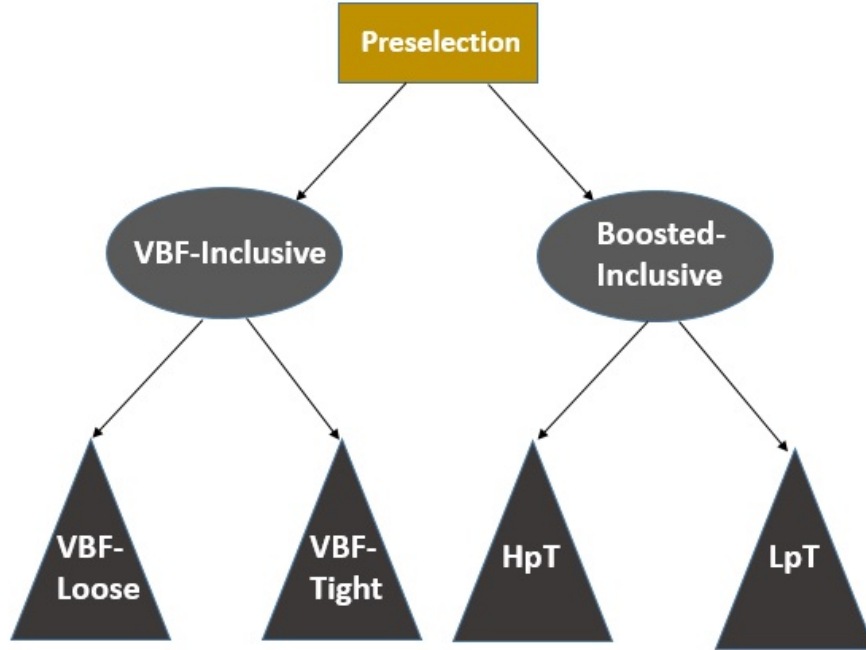 Preselection
VBF-Inclusive
Boosted-
Inclusive
VBF-
Loose
VBF-
Tight
HpT
LpT